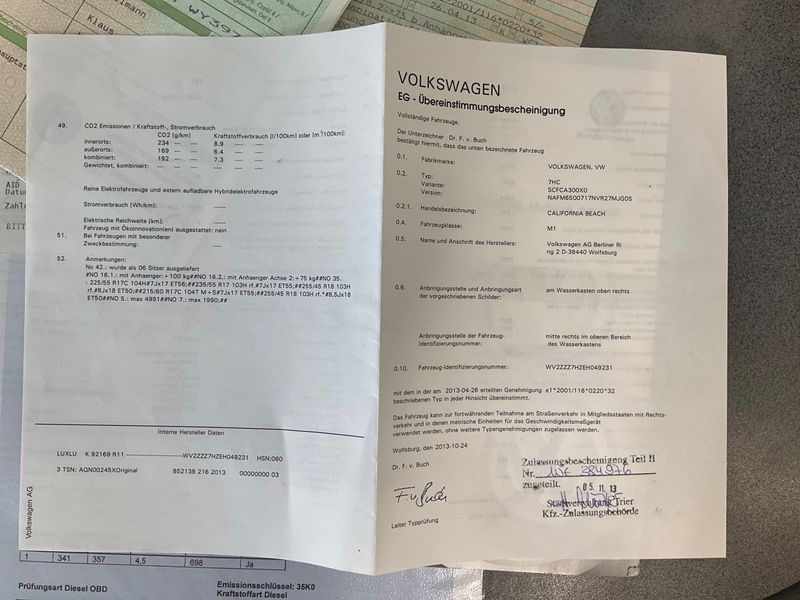 Klaus
WY397
26.04.13
2001/116*0220*32
49. CO2 Emissionen / Kraftstoff-, Stromverbrauch
CO2 [g/km] Kraftstoffverbrauch [l/100km] oder [m³/100km]:
innerorts: 234 --- --- 8.9 ---- ----
außerorts: 169 --- --- 6.4 ---- ----
kombiniert: 192 --- --- 7.3 ---- ----
Gewichtet, kombiniert: --- ---- ----
Reine Elektrofahrzeuge und extern aufladbare Hybridelektrofahrzeuge
Stromverbrauch [Wh/km]: -----
Elektrische Reichweite [km]: -----
Fahrzeug mit Ökoinnovation(en) ausgestattet: nein
51. Bei Fahrzeugen mit besonderer
Zweckbestimmung: ----
52. Anmerkungen:
No 42.: wurde als 06 Sitzer ausgeliefert
#NO 16.1.: mit Anhaenger:+100 kg##NO 16.2.: mit Anhaenger Achse 2:+75 kg##NO 35.
: 225/55 R17C 104H#7Jx17 ET56;##235/55 R17 103H rf.#7Jx17 ET55;##255/45 R18 103H
rf.#8Jx18 ET50;##215/60 R17C 104T M+S#7Jx17 ET55;##255/45 R18 103H rf.*#8,5Jx18
ET50##NO 5.: max 4991##NO 7.: max 1990;##
Interne Hersteller Daten
LUXLU K 92169 R11 ---WV2ZZZ7HZEH049231 HSN:060
3 TSN: AGN00245XOriginal 852138 216 2013 00000000 03
Volkswagen AG
VOLKSWAGEN
EG - Übereinstimmungsbescheinigung
Vollständige Fahrzeuge.
Der Unterzeichner Dr. F. v. Buch
bestätigt hiermit, dass das unten bezeichnete Fahrzeug
0.1. Fabrikmarke: VOLKSWAGEN, VW
0.2. Typ: 7HC
Variante: SCFCA300X0
Version: NAFM6500717NVR27MJG0S
0.2.1. Handelsbezeichnung: CALIFORNIA BEACH
0.4. Fahrzeugklasse: M1
0.5. Name und Anschrift des Herstellers: Volkswagen AG Berliner Ri
ng 2 D-38440 Wolfsburg
0.6. Anbringungsstelle und Anbringungsart am Wasserkasten oben rechts
der vorgeschriebenen Schilder:
Anbringungsstelle der Fahrzeug- mitte rechts im oberen Bereich
Identifizierungsnummer: des Wasserkastens
0.10. Fahrzeug-Identifizierungsnummer: WV2ZZZ7HZEH049231
mit dem in der am 2013-04-26 erteilten Genehmigung e1*2001/116*0220*32
beschriebenen Typ in jeder Hinsicht übereinstimmt.
Das Fahrzeug kann zur fortwährenden Teilnahme am Straßenverkehr in Mitgliedsstaaten mit Rechts-
verkehr und in denen metrische Einheiten für das Geschwindigkeitsmeßgerät
verwendet werden, ohne weitere Typengenehmigungen zugelassen werden.
Wolfsburg, den 2013-10-24
Dr. F. v. Buch
Leiter Typprüfung
Zulassungsbescheinigung Teil II
Nr. WE 384976
zugeteilt. 05. 11. 13
Stadtverwaltung Trier
Kfz.-Zulassungsbehörde
1 341 357 4,5 698 Ja
Prüfungsart Diesel OBD
Emissionsschlüssel: 35K0
Kraftstoffart Diesel